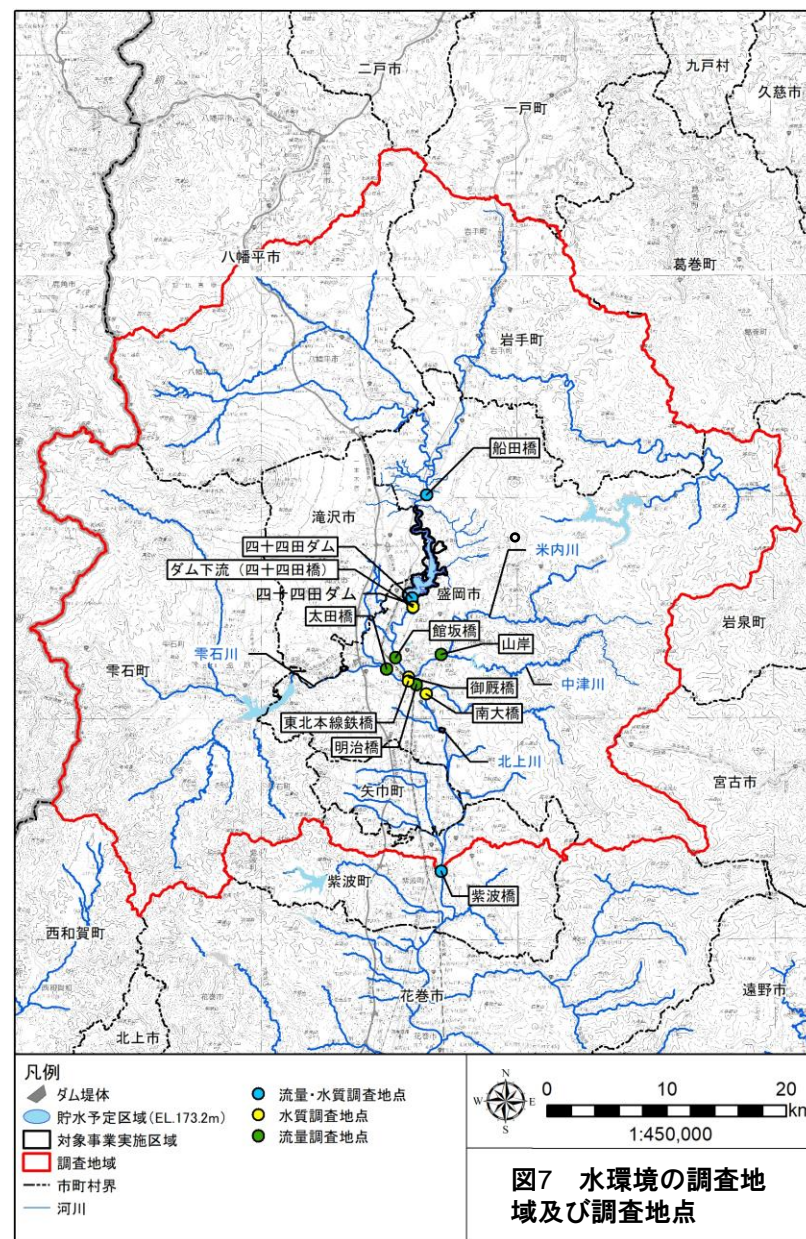 二戸市
九戸村
久慈市
一戸町
葛巻町
八幡平市
岩手町
船田橋
滝沢市
四十四田ダム
米内川
ダム下流（四十四田橋）
四十四田ダム
盛岡市
太田橋
館坂橋
山岸
岩泉町
雫石町
雫石川
御厩橋
中津川
南大橋
東北本線鉄橋
明治橋
北上川
矢巾町
宮古市
紫波町
紫波橋
西和賀町
花巻市
遠野市
北上市
凡例
ダム堤体
貯水予定区域（EL.173.2m）
対象事業実施区域
調査地域
市町村界
河川
流量・水質調査地点
水質調査地点
流量調査地点
N
W E
S
0 10 20
km
1:450,000
図7 水環境の調査地
域及び調査地点